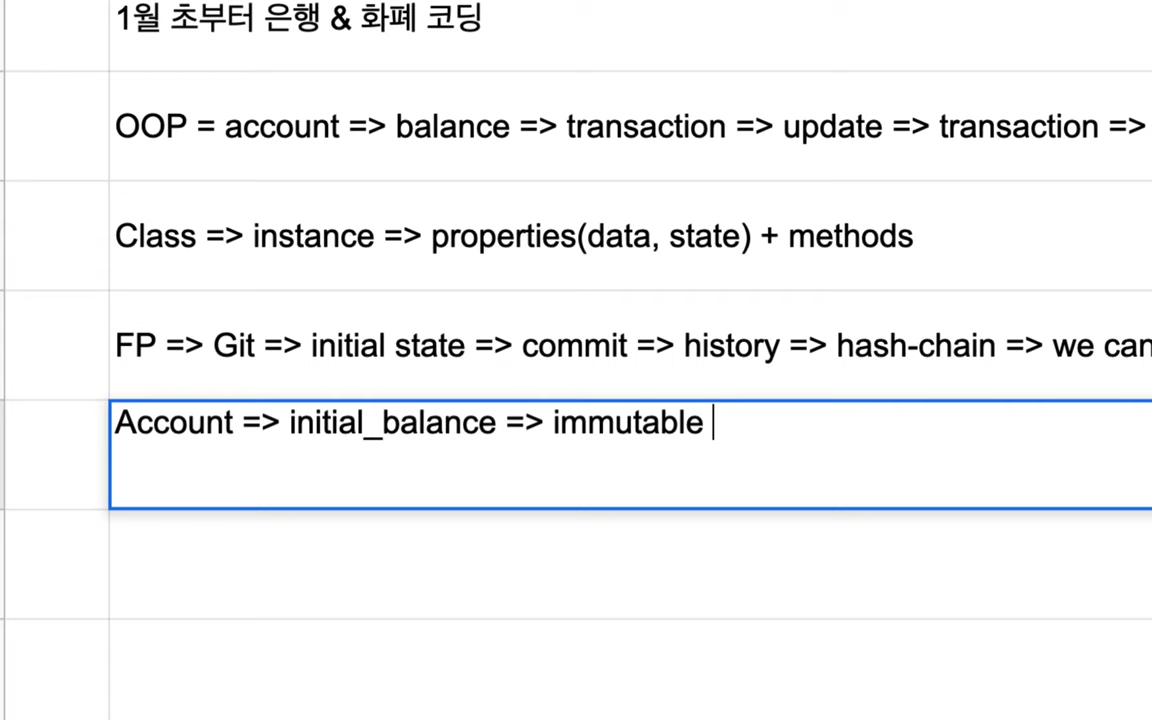 1월 초부터 은행 & 화폐 코딩
OOP = account => balance => transaction => update => transaction =>
Class => instance => properties(data, state) + methods
FP => Git => initial state => commit => history => hash-chain => we can
Account => initial_balance => immutable